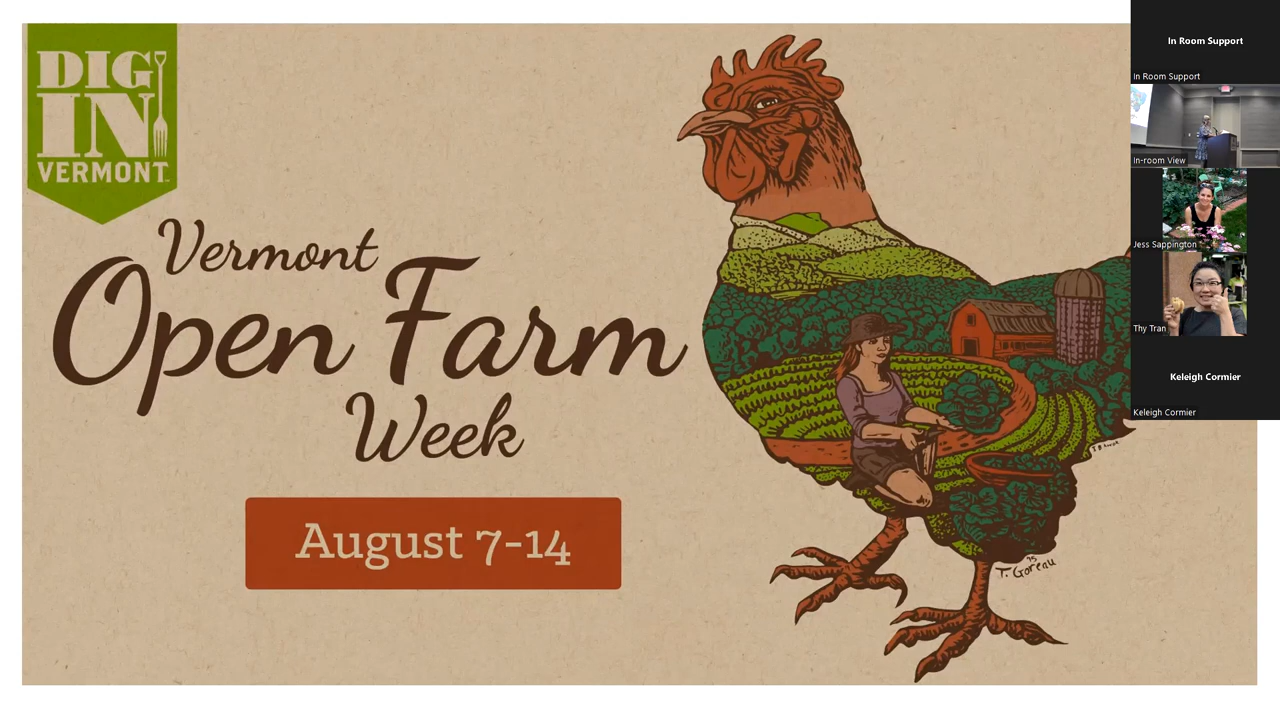 DIG
IN
VERMONT
Vermont
Open Farm
Week
August 7-14
T. Goreau
95
In Room Support
In Room Support
In-room View
Jess Sappington
Thy Tran
Keleigh Cormier
Keleigh Cormier